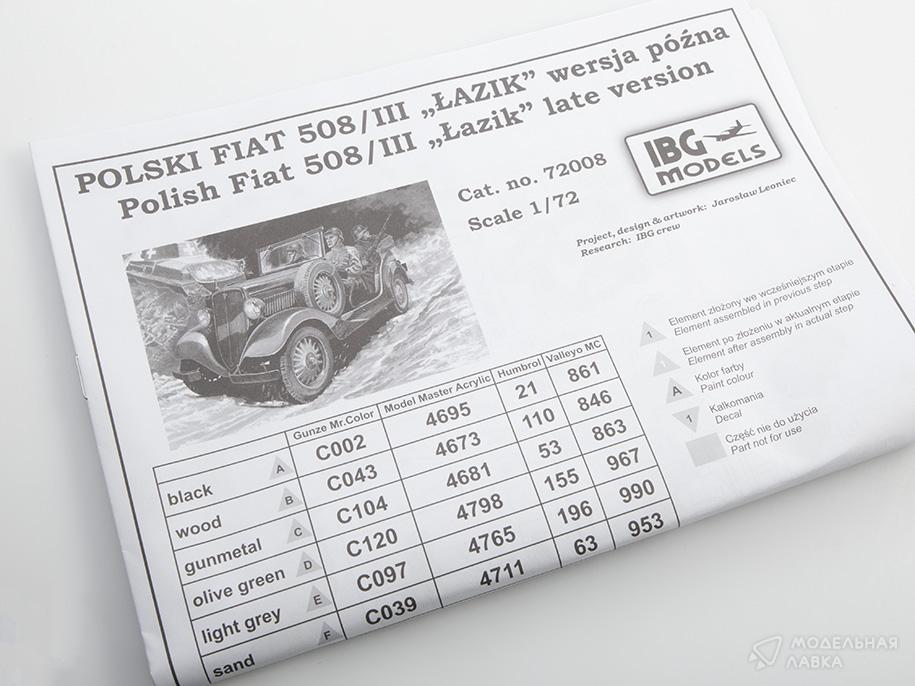 POLSKI FIAT 508/III „ŁAZIK” wersja późna
Polish Fiat 508/III „Łazik” late version
Cat. no. 72008
Scale 1/72
IBG
MODELS
Project, design & artwork: Jarosław Leoniec
Research: IBG crew
1 Element złożony we wcześniejszym etapie
Element assembled in previous step
1 Element po złożeniu w aktualnym etapie
Element after assembly in actual step
A Kolor farby
Paint colour
1 Kalkomania
Decal
Część nie do użycia
Part not for use
Gunze Mr.Color Model Master Acrylic Humbrol Valleyo MC
black A C002 4695 21 861
wood B C043 4673 110 846
gunmetal C C104 4681 53 863
olive green D C120 4798 155 967
light grey E C097 4765 196 990
sand F C039 4711 63 953
МОДЕЛЬНАЯ
ЛАВКА